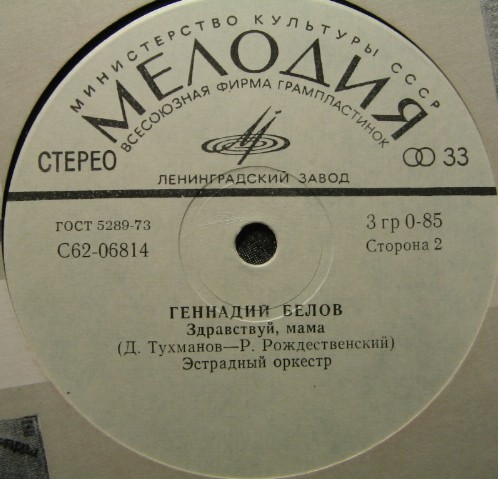 МИНИСТЕРСТВО КУЛЬТУРЫ СССР
МЕЛОДИЯ
ВСЕСОЮЗНАЯ ФИРМА ГРАМПЛАСТИНОК
СТЕРЕО
33
ЛЕНИНГРАДСКИЙ ЗАВОД
ГОСТ 5289-73
3 гр 0-85
С62-06814
Сторона 2
ГЕННАДИЙ БЕЛОВ
Здравствуй, мама
(Д. Тухманов—Р. Рождественский)
Эстрадный оркестр